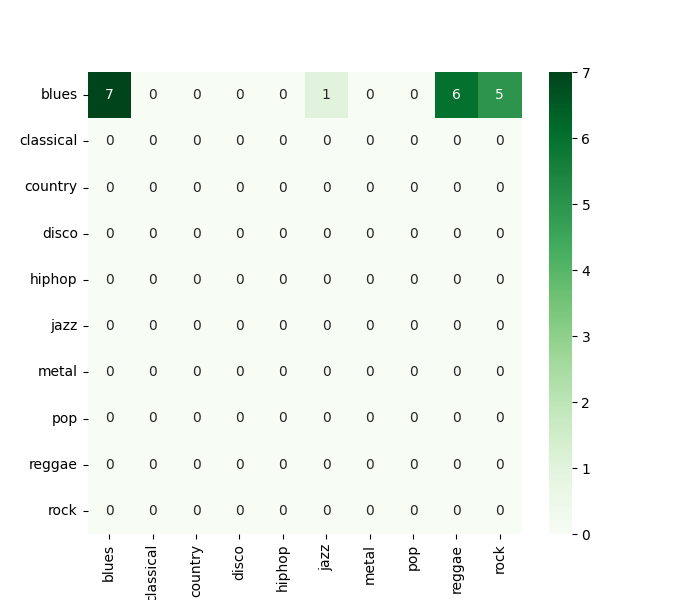 blues 7 0 0 0 0 1 0 0 6 5
classical 0 0 0 0 0 0 0 0 0 0
country 0 0 0 0 0 0 0 0 0 0
disco 0 0 0 0 0 0 0 0 0 0
hiphop 0 0 0 0 0 0 0 0 0 0
jazz 0 0 0 0 0 0 0 0 0 0
metal 0 0 0 0 0 0 0 0 0 0
pop 0 0 0 0 0 0 0 0 0 0
reggae 0 0 0 0 0 0 0 0 0 0
rock 0 0 0 0 0 0 0 0 0 0
blues
classical
country
disco
hiphop
jazz
metal
pop
reggae
rock
7
6
5
4
3
2
1
0